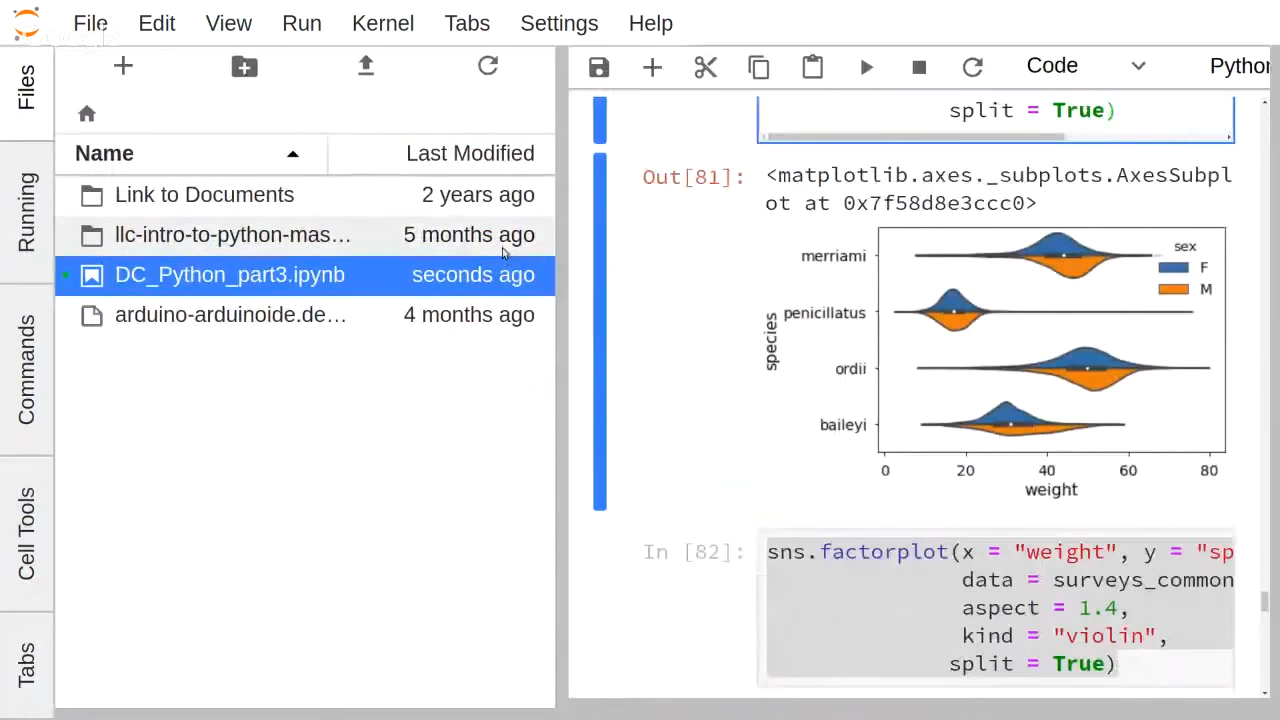 File Edit View Run Kernel Tabs Settings Help
Files
Running
Commands
Cell Tools
Tabs
Name Last Modified
Link to Documents 2 years ago
llc-intro-to-python-mas… 5 months ago
DC_Python_part3.ipynb seconds ago
arduino-arduinoide.de… 4 months ago
Code Python
split = True)
Out[81]: <matplotlib.axes._subplots.AxesSubpl
ot at 0x7f58d8e3ccc0>
sex
F
M
species
merriami
penicillatus
ordii
baileyi
0 20 40 60 80
weight
In [82]: sns.factorplot(x = "weight", y = "sp
data = surveys_common
aspect = 1.4,
kind = "violin",
split = True)